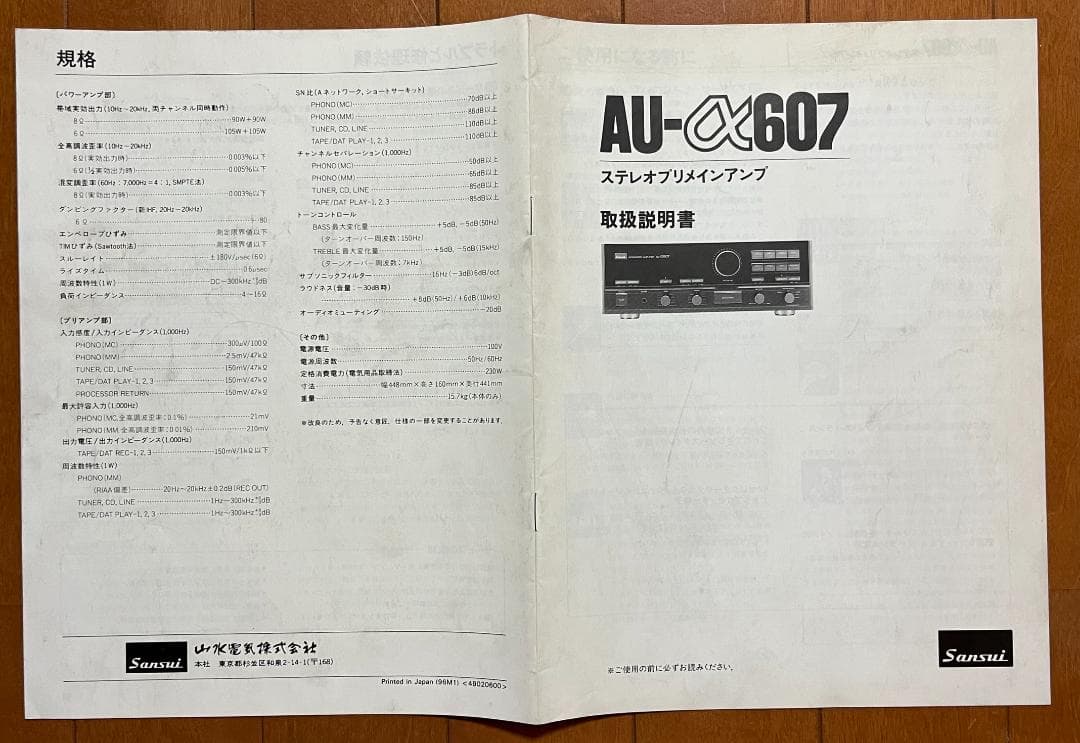 規格
[パワーアンプ部]
帯域実効出力(10Hz〜20kHz, 両チャンネル同時動作)
8Ω 90W+90W
6Ω 105W+105W
全高調波歪率(10Hz〜20kHz)
8Ω(実効出力時) 0.003%以下
6Ω(½実効出力時) 0.005%以下
混変調歪率(60Hz:7,000Hz=4:1, SMPTE法)
8Ω(実効出力時) 0.003%以下
ダンピングファクター(新IHF, 20Hz〜20kHz)
6Ω 80
エンベロープひずみ 測定限界値以下
TIMひずみ(Sawtooth法) 測定限界値以下
スルーレイト ±180V/μsec(6Ω)
ライズタイム 0.6μsec
周波数特性(1W) DC〜300kHz dB
負荷インピーダンス 4〜16Ω
[プリアンプ部]
入力感度/入力インピーダンス(1,000Hz)
PHONO(MC) 300μV/100Ω
PHONO(MM) 2.5mV/47kΩ
TUNER, CD, LINE 150mV/47kΩ
TAPE/DAT PLAY-1, 2, 3 150mV/47kΩ
PROCESSOR RETURN 150mV/47kΩ
最大許容入力(1,000Hz)
PHONO(MC, 全高調波歪率:0.1%) 21mV
PHONO(MM, 全高調波歪率:0.01%) 210mV
出力電圧/出力インピーダンス(1,000Hz)
TAPE/DAT REC-1, 2, 3 150mV/1kΩ以下
周波数特性(1W)
PHONO(MM)
(RIAA偏差) 20Hz〜20kHz±0.2dB(REC OUT)
TUNER, CD, LINE 1Hz〜300kHz dB
TAPE/DAT PLAY-1, 2, 3 1Hz〜300kHz dB
SN比(Aネットワーク, ショートサーキット)
PHONO(MC) 70dB以上
PHONO(MM) 88dB以上
TUNER, CD, LINE 110dB以上
TAPE/DAT PLAY-1, 2, 3 110dB以上
チャンネルセパレーション(1,000Hz)
PHONO(MC) 50dB以上
PHONO(MM) 65dB以上
TUNER, CD, LINE 85dB以上
TAPE/DAT PLAY-1, 2, 3 85dB以上
トーンコントロール
BASS最大変化量 +5dB, -5dB(50Hz)
(ターンオーバー周波数:150Hz)
TREBLE最大変化量 +5dB, -5dB(15kHz)
(ターンオーバー周波数:7kHz)
サブソニックフィルター 16Hz(-3dB)6dB/oct
ラウドネス(音量:-30dB時)
+8dB(50Hz)/+6dB(10kHz)
オーディオミューティング -20dB
[その他]
電源電圧 100V
電源周波数 50Hz/60Hz
定格消費電力(電気用品取締法) 230W
寸法 幅448mm×高さ160mm×奥行441mm
重量 15.7kg(本体のみ)
※改良のため, 予告なく意匠, 仕様の一部を変更することがあります.
Sansui
山水電気株式会社
本社 東京都杉並区和泉2-14-1(〒168)
Printed in Japan (96M1) <48020600>
AU-α607
ステレオプリメインアンプ
取扱説明書
※ご使用の前に必ずお読みください。
Sansui